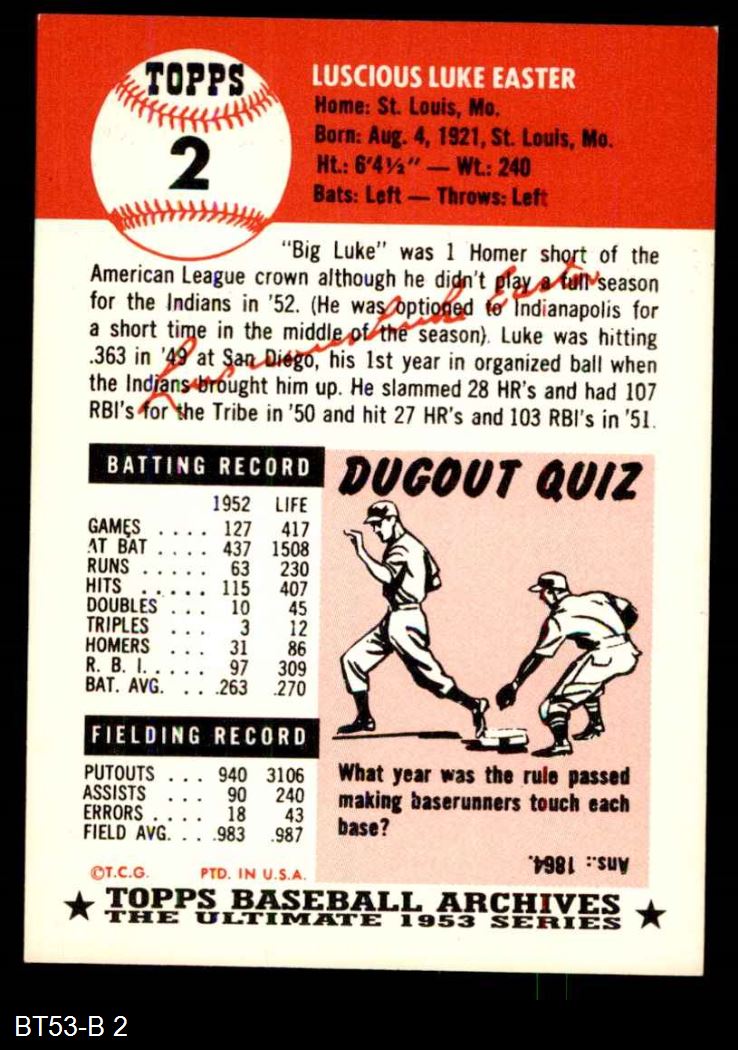 TOPPS
2
LUSCIOUS LUKE EASTER
Home: St. Louis, Mo.
Born: Aug. 4, 1921, St. Louis, Mo.
Ht.: 6'4½" — Wt.: 240
Bats: Left — Throws: Left
"Big Luke" was 1 Homer short of the
American League crown although he didn't play a full season
for the Indians in '52. (He was optioned to Indianapolis for
a short time in the middle of the season). Luke was hitting
.363 in '49 at San Diego, his 1st year in organized ball when
the Indians brought him up. He slammed 28 HR's and had 107
RBI's for the Tribe in '50 and hit 27 HR's and 103 RBI's in '51.
Luscious Luke Easter
BATTING RECORD
1952 LIFE
GAMES . . . . 127 417
AT BAT . . . . 437 1508
RUNS . . . . . 63 230
HITS . . . . . . 115 407
DOUBLES . . . 10 45
TRIPLES . . . 3 12
HOMERS . . . 31 86
R. B. I. . . . . . 97 309
BAT. AVG. . . .263 .270
FIELDING RECORD
PUTOUTS . . . 940 3106
ASSISTS . . . 90 240
ERRORS . . . . 18 43
FIELD AVG. . . .983 .987
DUGOUT QUIZ
What year was the rule passed
making baserunners touch each
base?
Ans.: 1864.
©T.C.G. PTD. IN U.S.A.
★ TOPPS BASEBALL ARCHIVES ★
THE ULTIMATE 1953 SERIES
BT53-B 2